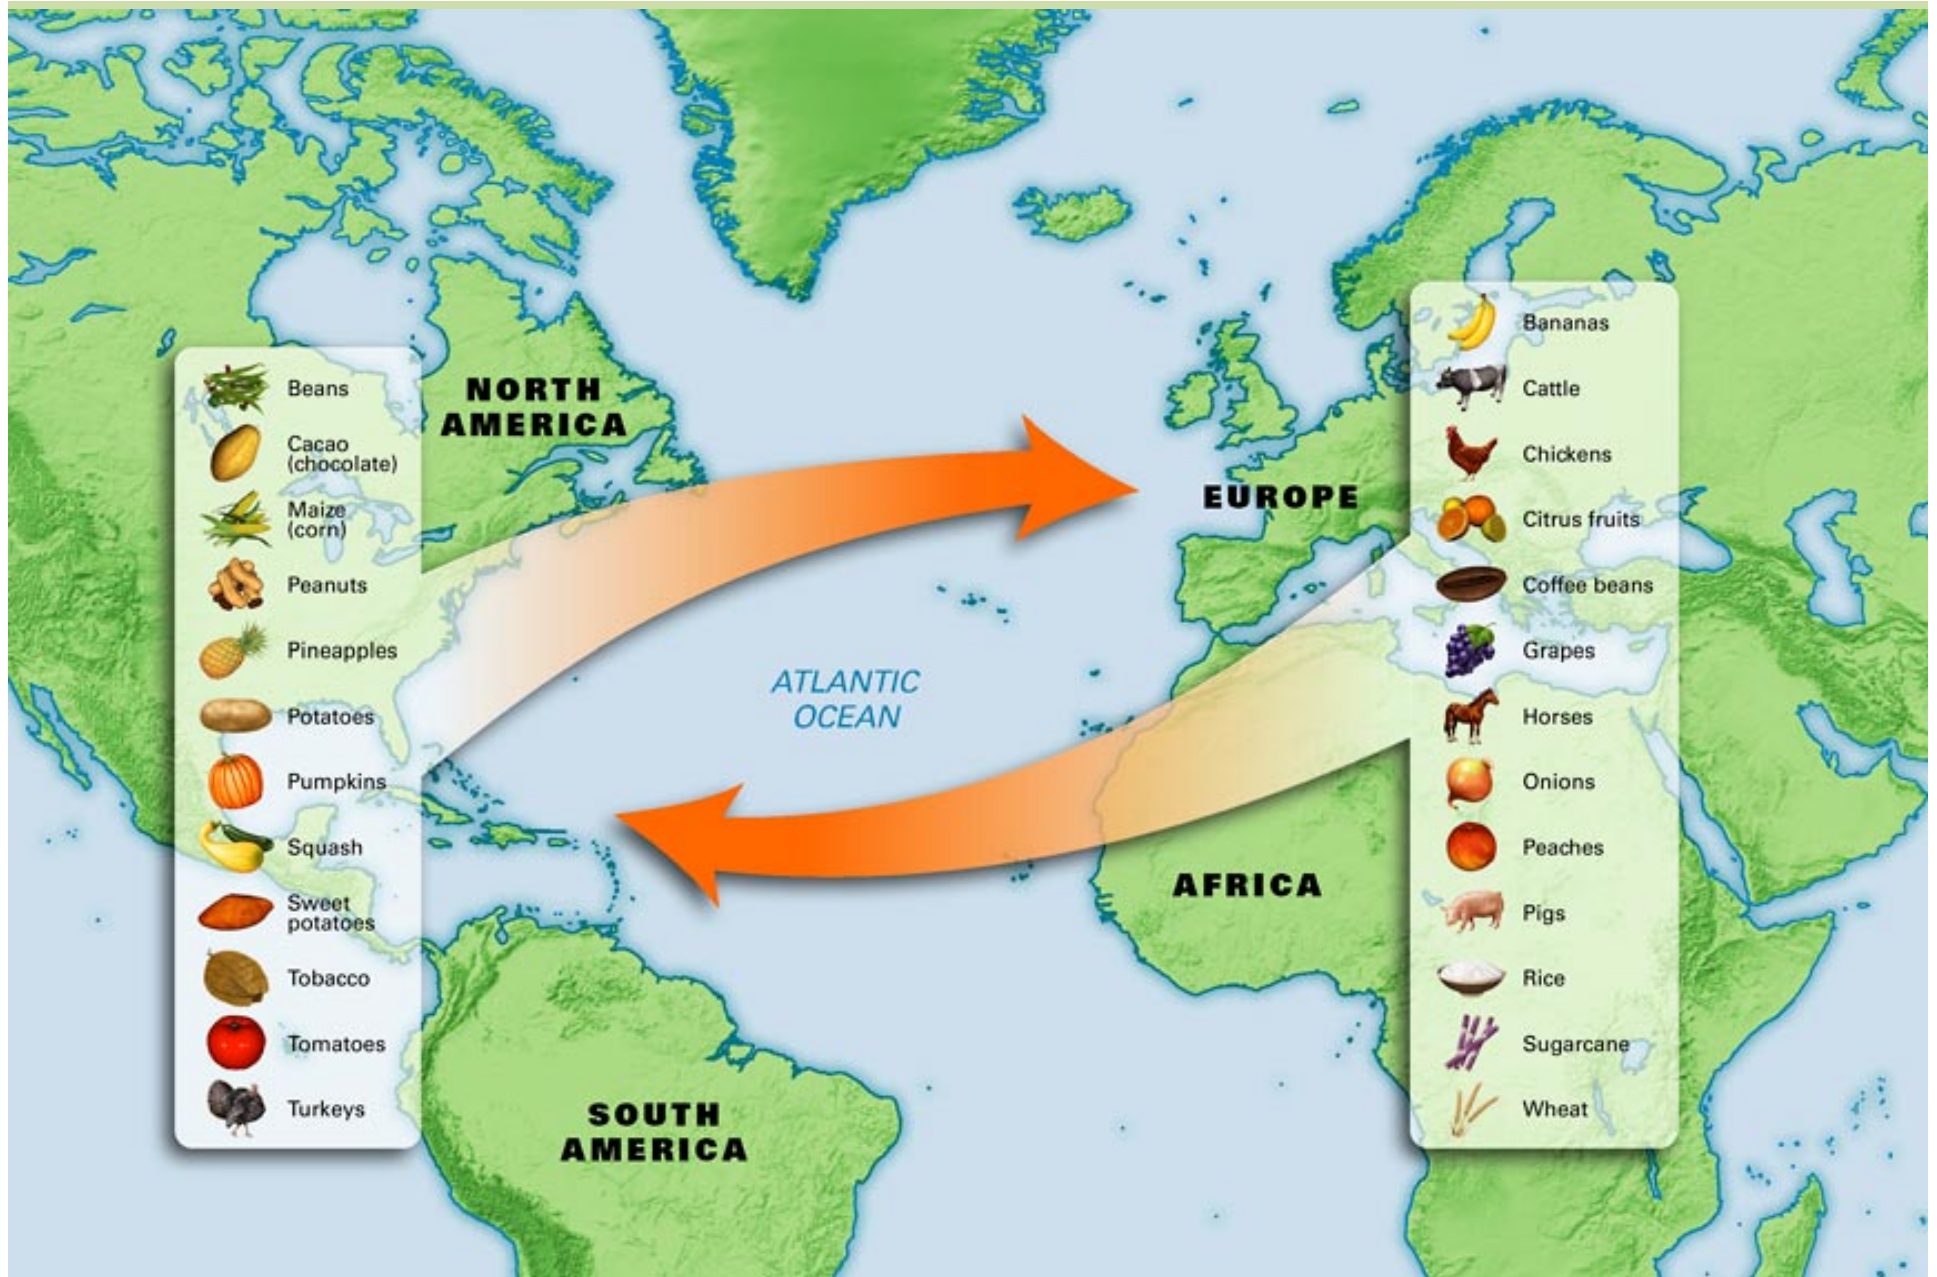 NORTH
AMERICA
Beans
Cacao
(chocolate)
Maize
(corn)
Peanuts
Pineapples
Potatoes
Pumpkins
Squash
Sweet
potatoes
Tobacco
Tomatoes
Turkeys
ATLANTIC
OCEAN
SOUTH
AMERICA
EUROPE
AFRICA
Bananas
Cattle
Chickens
Citrus fruits
Coffee beans
Grapes
Horses
Onions
Peaches
Pigs
Rice
Sugarcane
Wheat